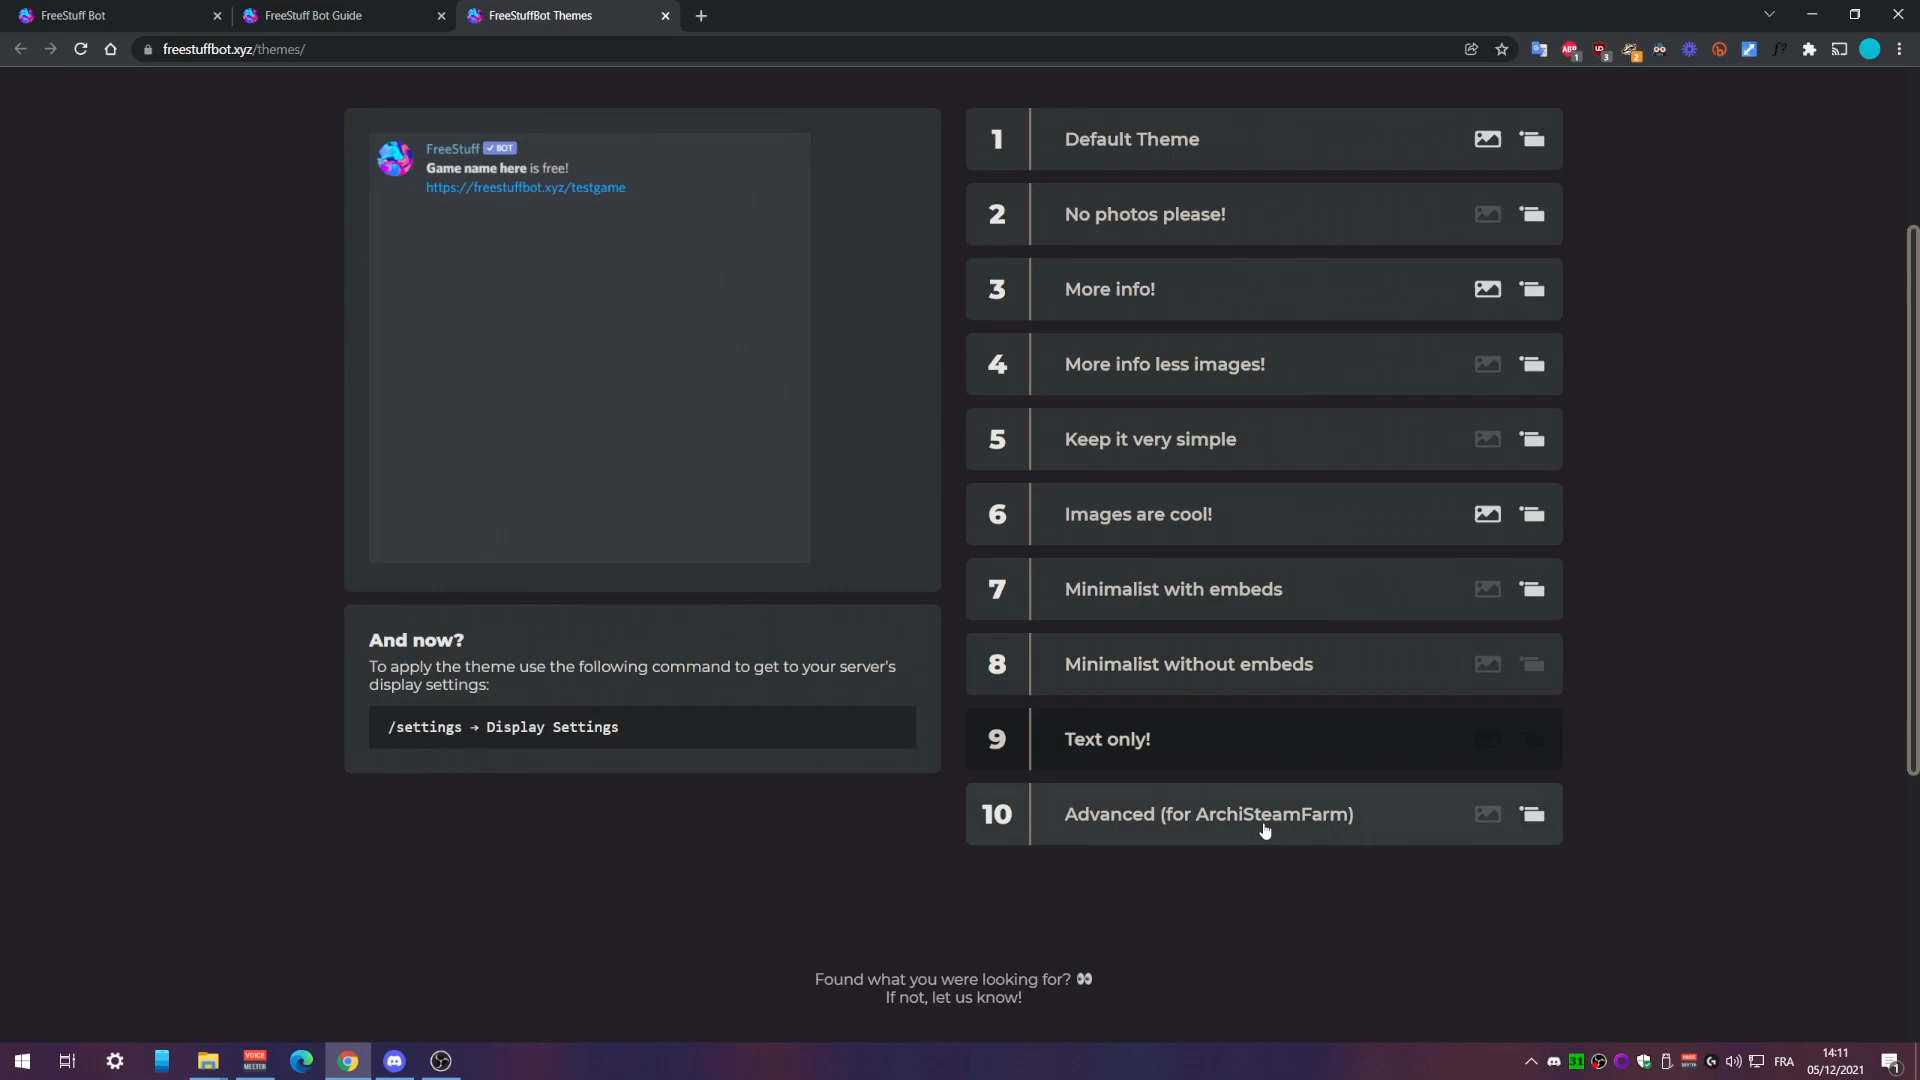 FreeStuff Bot
FreeStuff Bot Guide
FreeStuffBot Themes
freestuffbot.xyz/themes/
FreeStuff BOT
Game name here is free!
https://freestuffbot.xyz/testgame
And now?
To apply the theme use the following command to get to your server's
display settings:
/settings → Display Settings
1 Default Theme
2 No photos please!
3 More info!
4 More info less images!
5 Keep it very simple
6 Images are cool!
7 Minimalist with embeds
8 Minimalist without embeds
9 Text only!
10 Advanced (for ArchiSteamFarm)
Found what you were looking for? 👀
If not, let us know!
VOICE
MEETER
31
FRA
14:11
05/12/2021
1